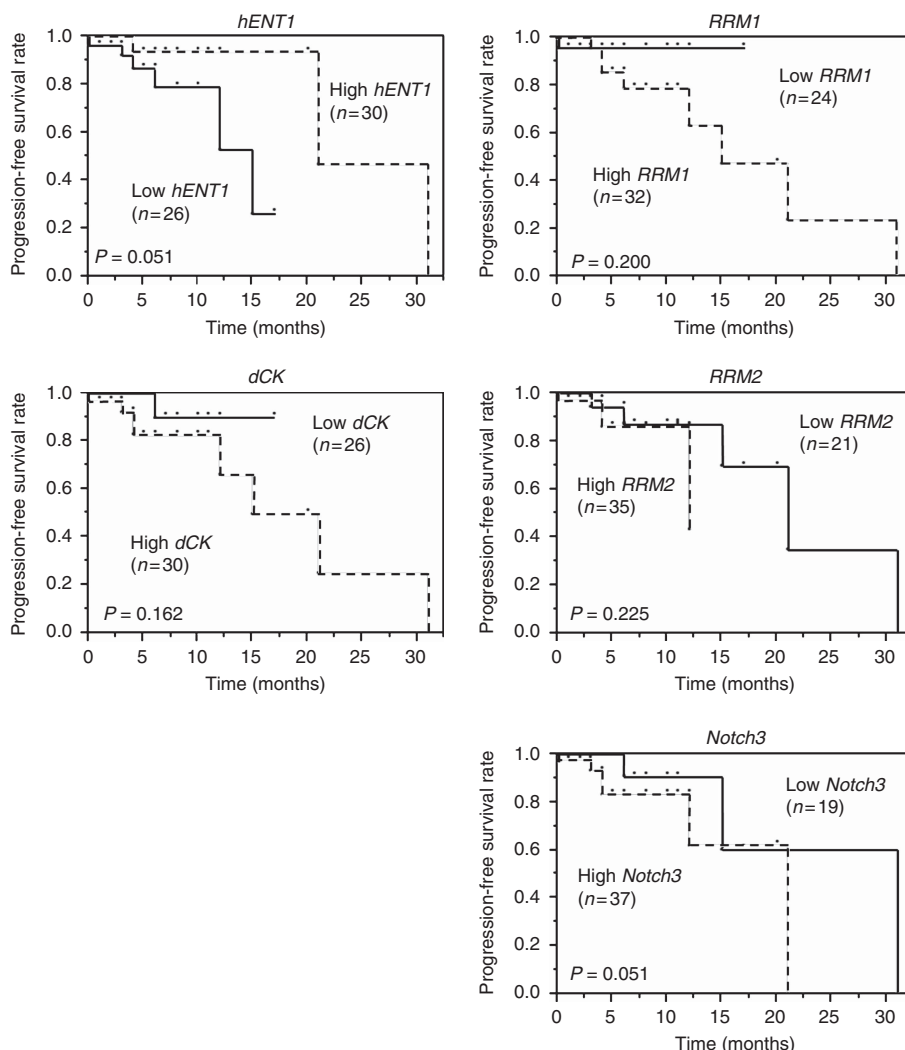 hENT1
Progression-free survival rate
1.0
0.8
0.6
0.4
0.2
0.0
High hENT1
(n=30)
Low hENT1
(n=26)
P = 0.051
0 5 10 15 20 25 30
Time (months)
RRM1
Progression-free survival rate
1.0
0.8
0.6
0.4
0.2
0.0
Low RRM1
(n=24)
High RRM1
(n=32)
P = 0.200
0 5 10 15 20 25 30
Time (months)
dCK
Progression-free survival rate
1.0
0.8
0.6
0.4
0.2
0.0
Low dCK
(n=26)
High dCK
(n=30)
P = 0.162
0 5 10 15 20 25 30
Time (months)
RRM2
Progression-free survival rate
1.0
0.8
0.6
0.4
0.2
0.0
Low RRM2
(n=21)
High RRM2
(n=35)
P = 0.225
0 5 10 15 20 25 30
Time (months)
Notch3
Progression-free survival rate
1.0
0.8
0.6
0.4
0.2
0.0
Low Notch3
(n=19)
High Notch3
(n=37)
P = 0.051
0 5 10 15 20 25 30
Time (months)